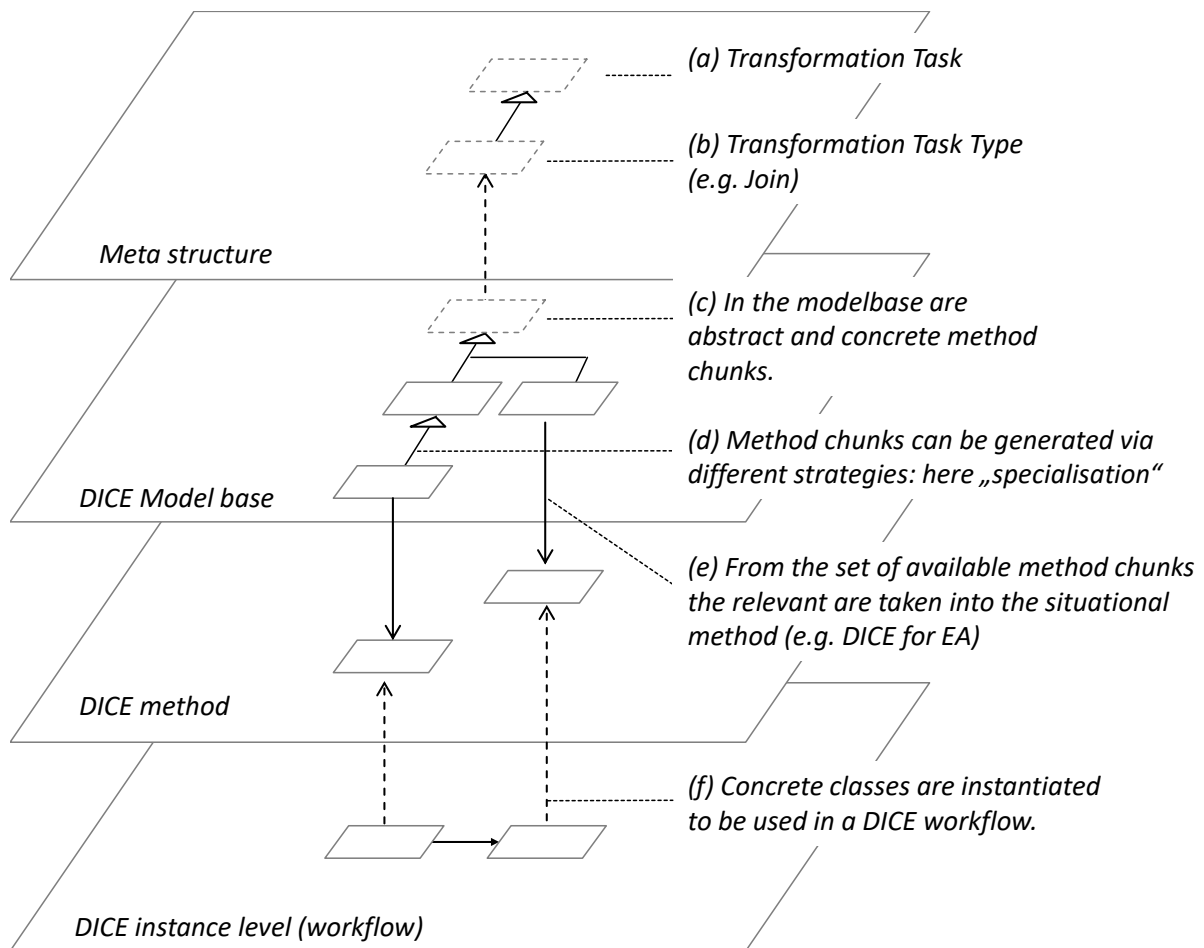 (a) Transformation Task
(b) Transformation Task Type
(e.g. Join)
Meta structure
(c) In the modelbase are
abstract and concrete method
chunks.
(d) Method chunks can be generated via
different strategies: here „specialisation“
DICE Model base
(e) From the set of available method chunks
the relevant are taken into the situational
method (e.g. DICE for EA)
DICE method
(f) Concrete classes are instantiated
to be used in a DICE workflow.
DICE instance level (workflow)